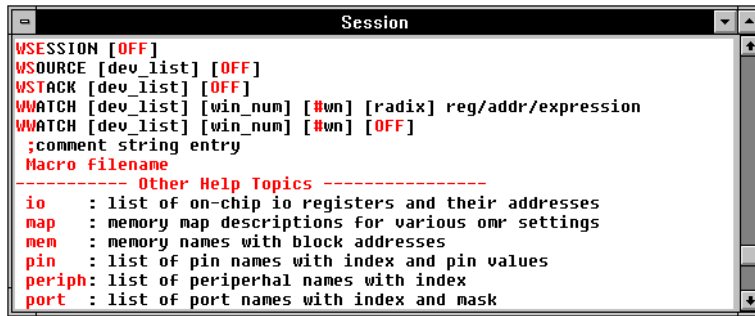 Session
WSESSION [OFF]
WSOURCE [dev_list] [OFF]
WSTACK [dev_list] [OFF]
WWATCH [dev_list] [win_num] [#wn] [radix] reg/addr/expression
WWATCH [dev_list] [win_num] [#wn] [OFF]
;comment string entry
Macro filename
----------- Other Help Topics ----------------
io    : list of on-chip io registers and their addresses
map   : memory map descriptions for various omr settings
mem   : memory names with block addresses
pin   : list of pin names with index and pin values
periph: list of periperhal names with index
port  : list of port names with index and mask